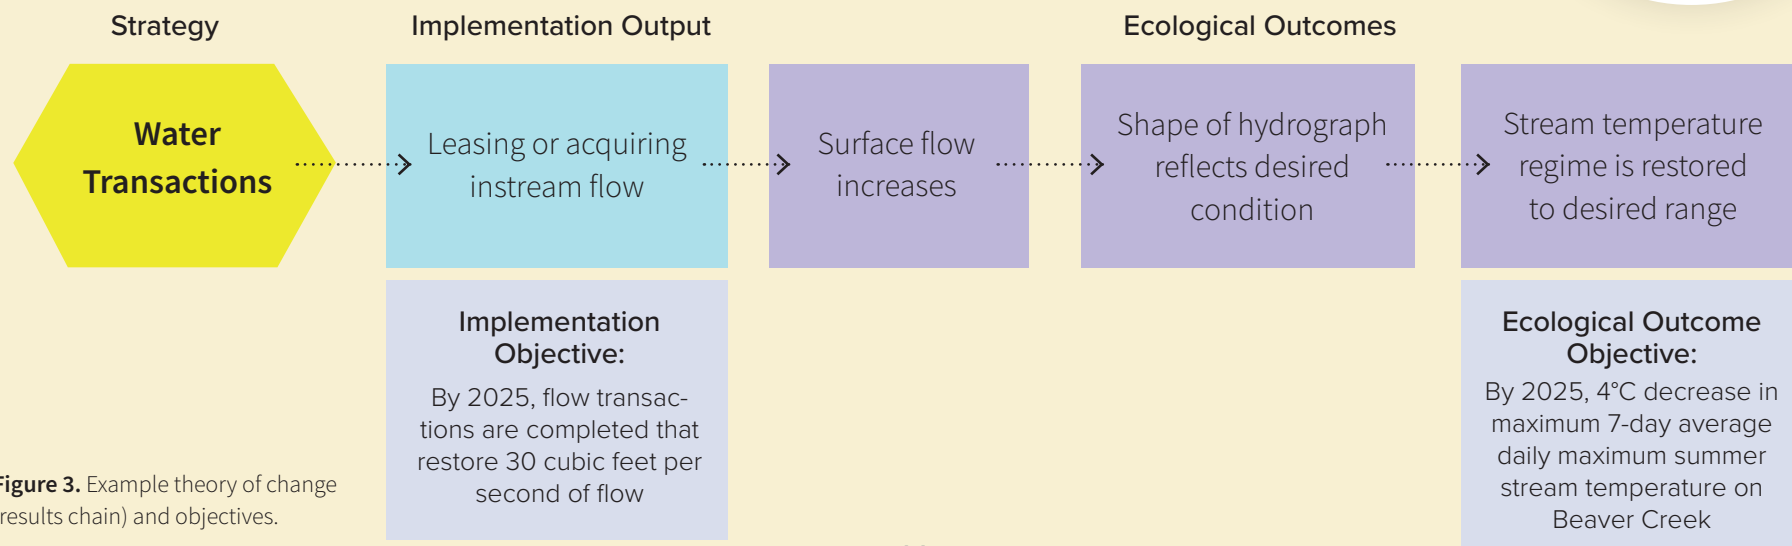 Strategy
Implementation Output
Ecological Outcomes
Water
Transactions
Leasing or acquiring
instream flow
Surface flow
increases
Shape of hydrograph
reflects desired
condition
Stream temperature
regime is restored
to desired range
Implementation
Objective:
By 2025, flow transac-
tions are completed that
restore 30 cubic feet per
second of flow
Ecological Outcome
Objective:
By 2025, 4°C decrease in
maximum 7-day average
daily maximum summer
stream temperature on
Beaver Creek
Figure 3. Example theory of change
(results chain) and objectives.